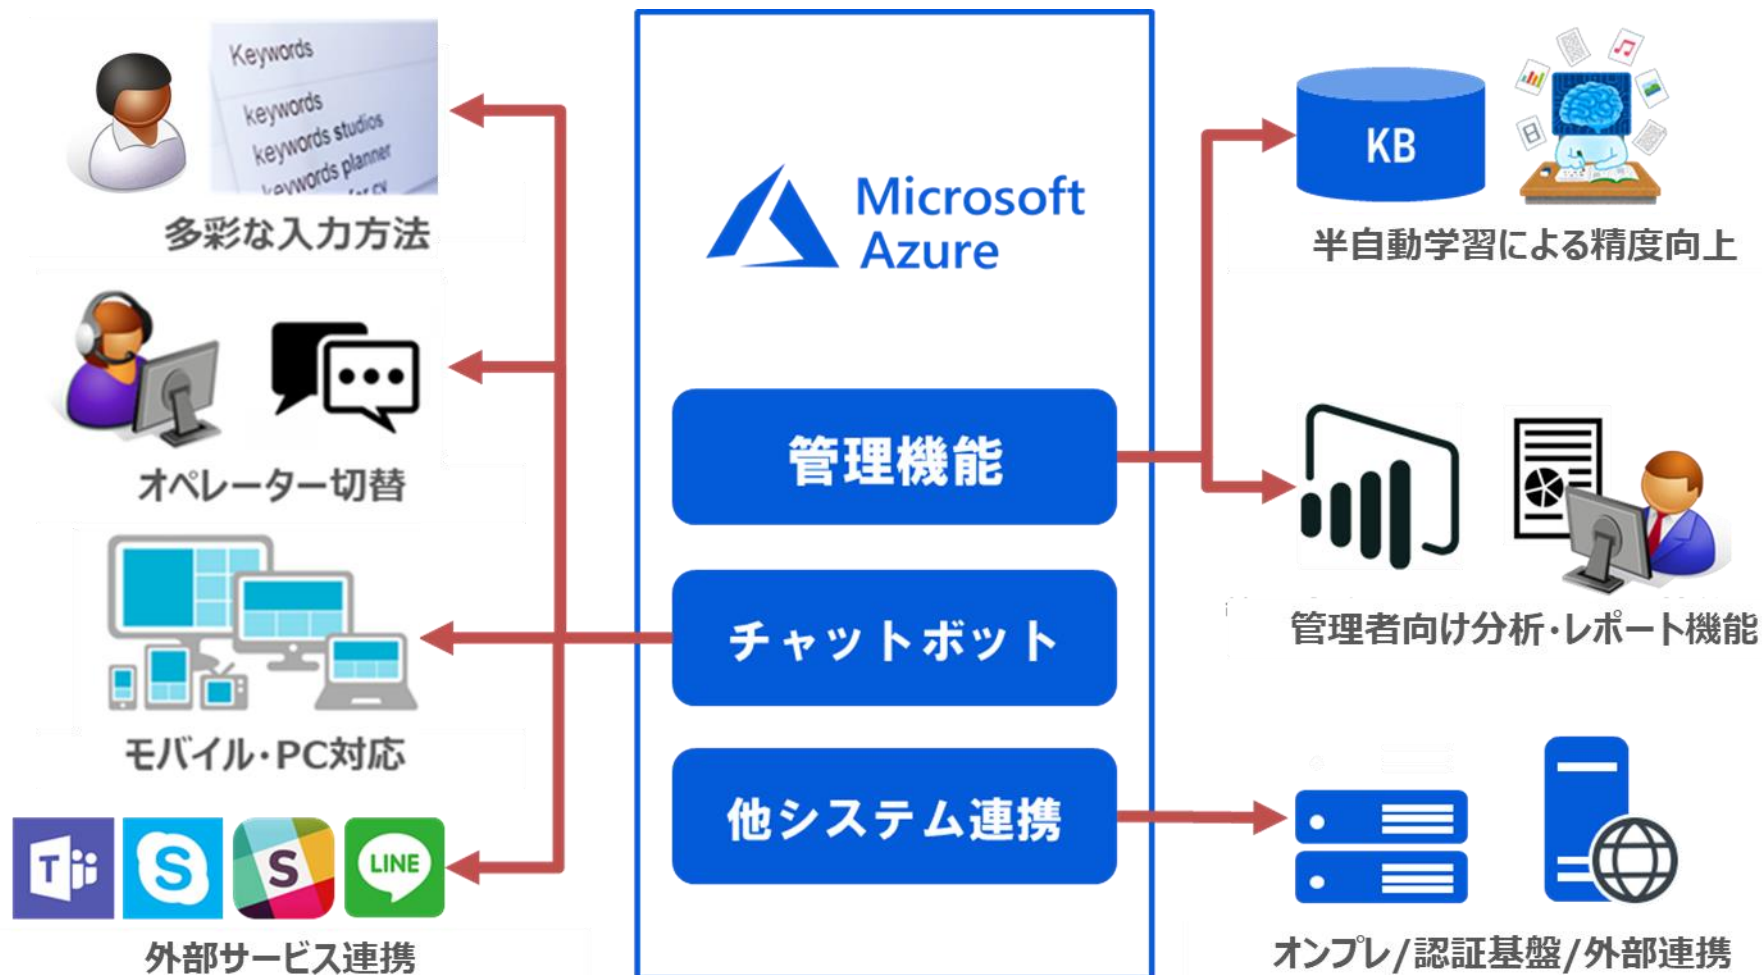 Keywords
keywords
keywords studios
keywords planner
多彩な入力方法
オペレーター切替
モバイル・PC対応
T
S
S
LINE
外部サービス連携
Microsoft
Azure
管理機能
チャットボット
他システム連携
KB
半自動学習による精度向上
管理者向け分析・レポート機能
オンプレ/認証基盤/外部連携